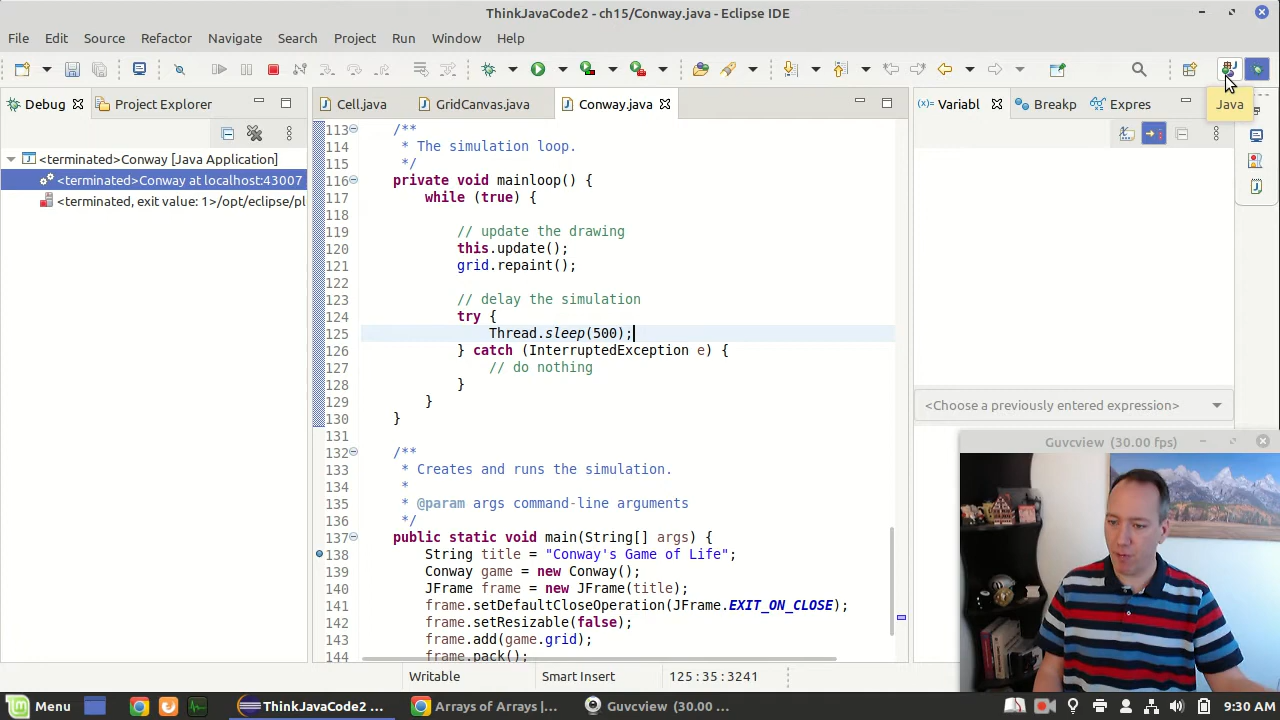 ThinkJavaCode2 - ch15/Conway.java - Eclipse IDE
File Edit Source Refactor Navigate Search Project Run Window Help
Debug Project Explorer
Cell.java GridCanvas.java Conway.java
(x)= Variabl Breakp Expres
Java
<terminated>Conway [Java Application]
<terminated>Conway at localhost:43007
<terminated, exit value: 1>/opt/eclipse/pl
113 /**
114 * The simulation loop.
115 */
116 private void mainloop() {
117 while (true) {
118
119 // update the drawing
120 this.update();
121 grid.repaint();
122
123 // delay the simulation
124 try {
125 Thread.sleep(500);
126 } catch (InterruptedException e) {
127 // do nothing
128 }
129 }
130 }
131
132 /**
133 * Creates and runs the simulation.
134 *
135 * @param args command-line arguments
136 */
137 public static void main(String[] args) {
138 String title = "Conway's Game of Life";
139 Conway game = new Conway();
140 JFrame frame = new JFrame(title);
141 frame.setDefaultCloseOperation(JFrame.EXIT_ON_CLOSE);
142 frame.setResizable(false);
143 frame.add(game.grid);
144 frame.pack();
<Choose a previously entered expression>
Guvcview (30.00 fps)
Writable Smart Insert 125 : 35 : 3241
Menu ThinkJavaCode2 ... Arrays of Arrays |... Guvcview (30.00 ... 9:30 AM